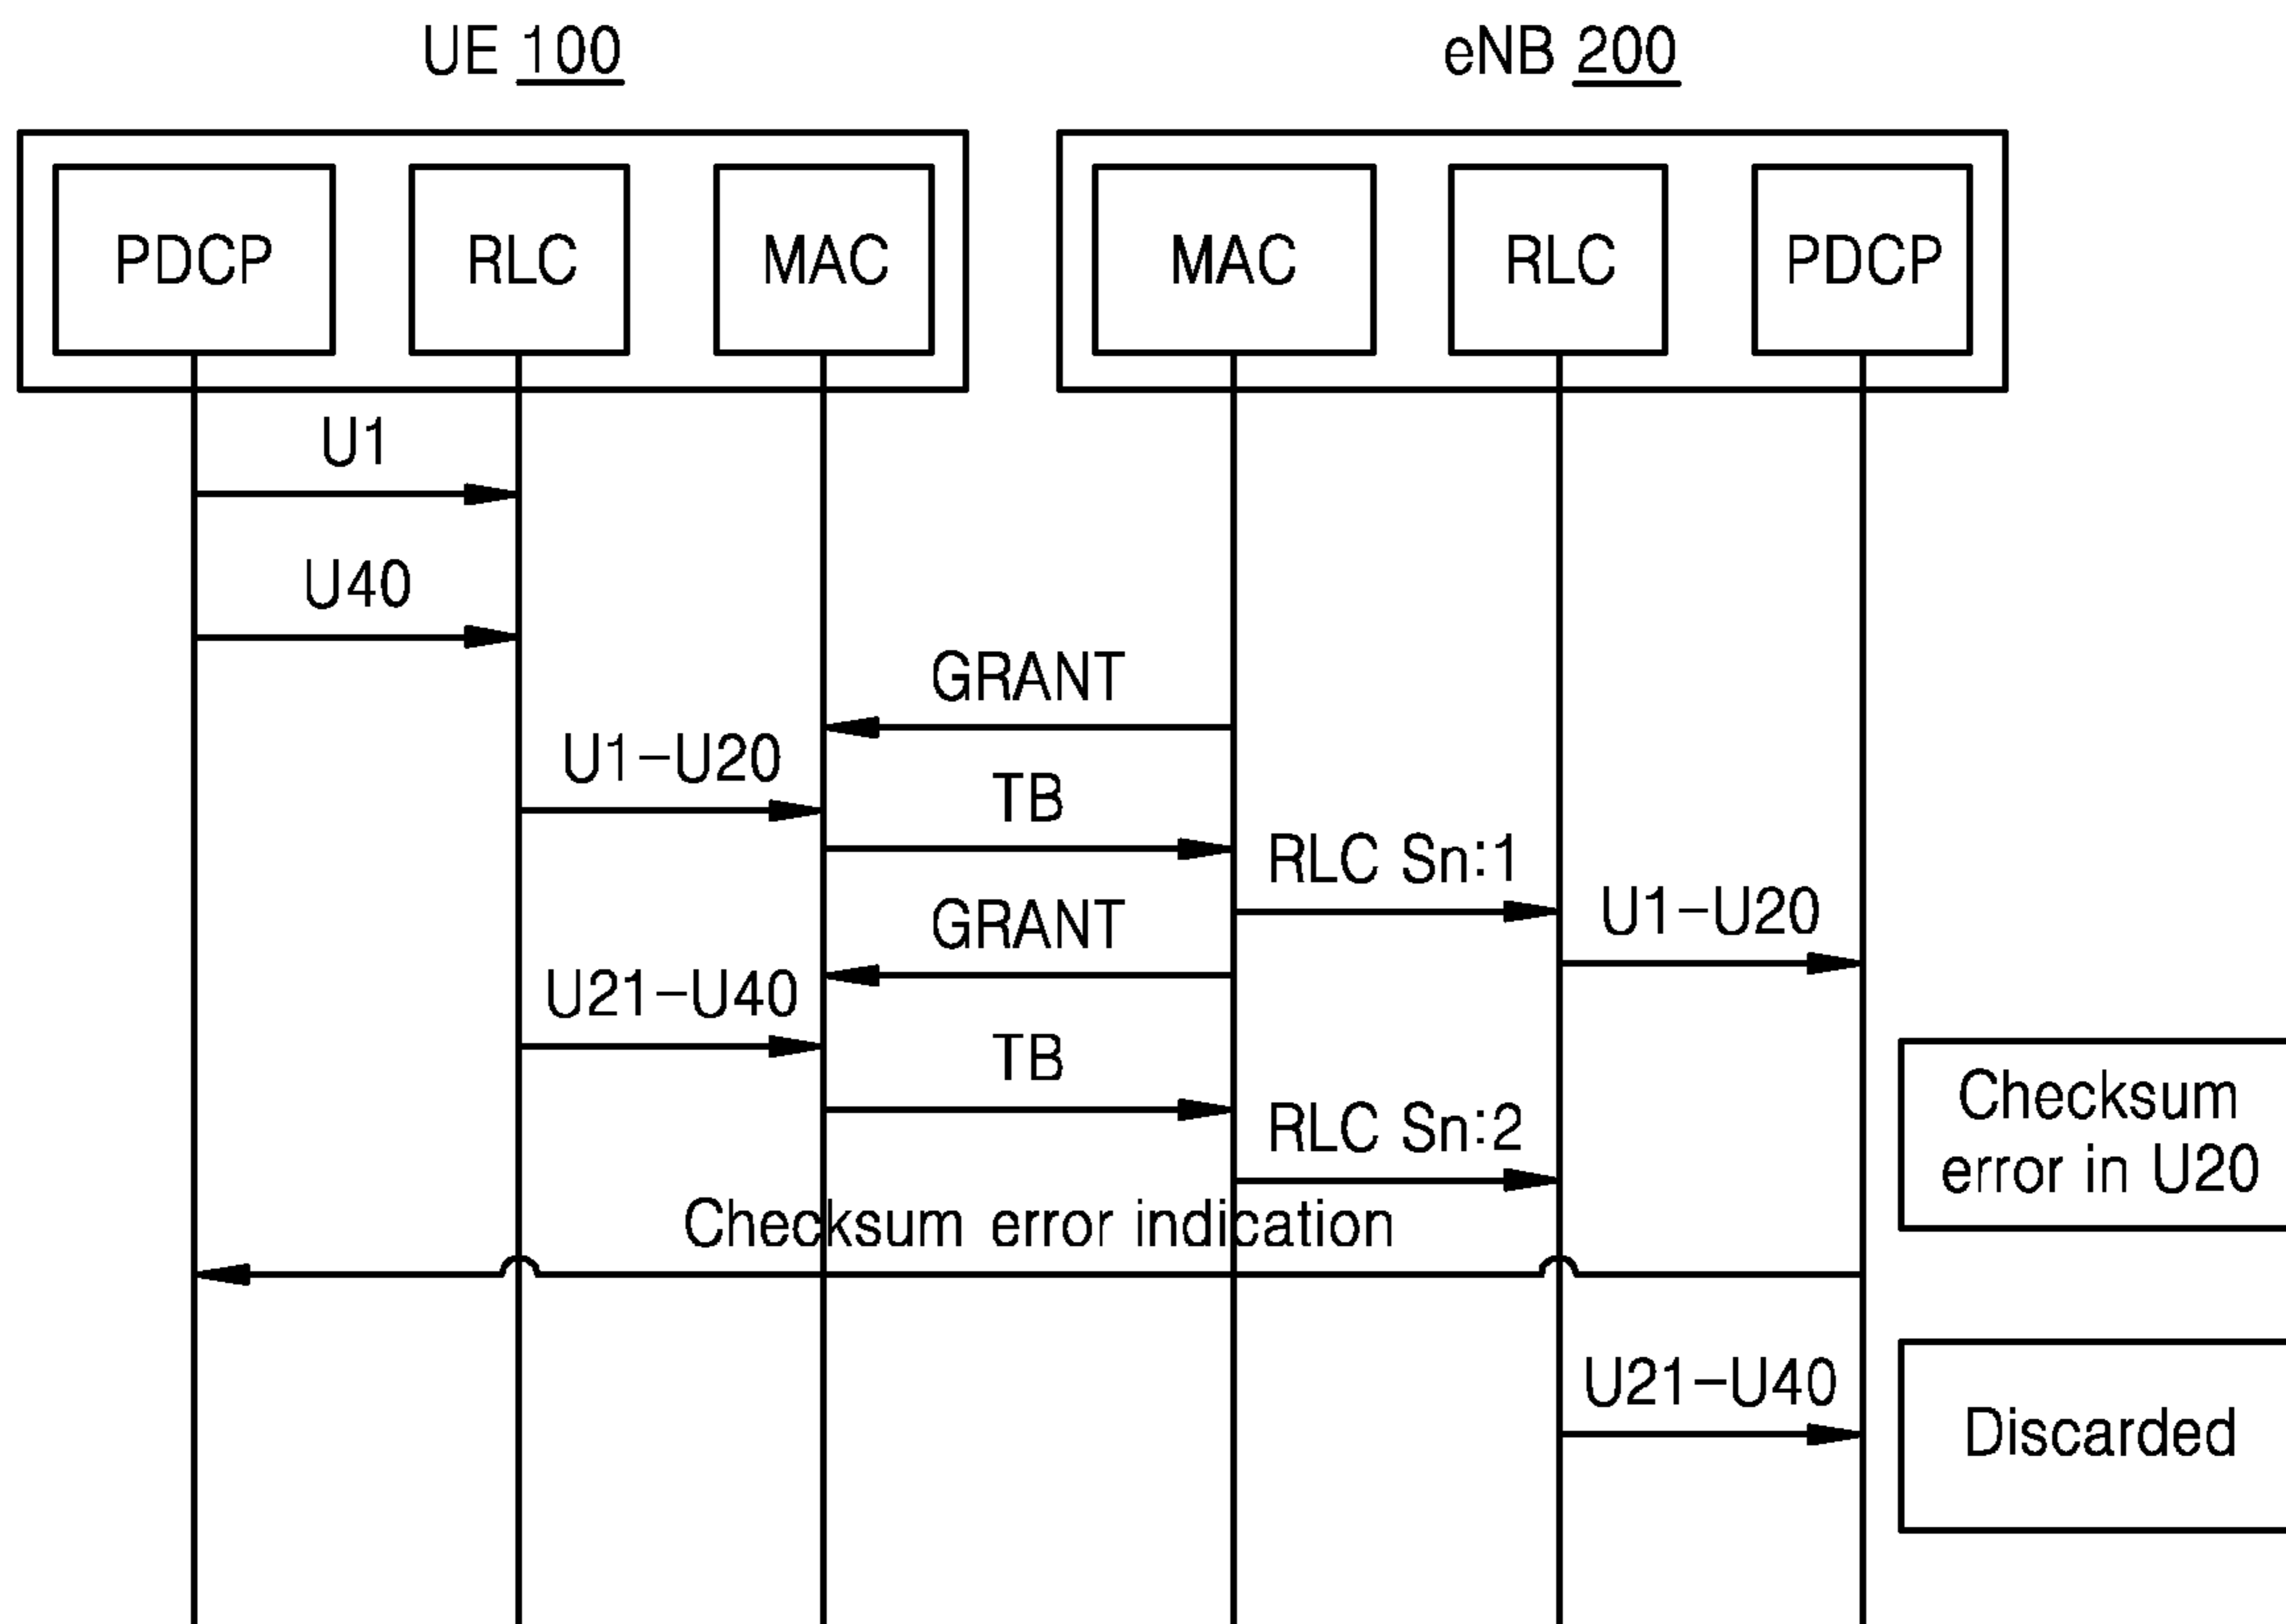 UE 100
eNB 200
PDCP
RLC
MAC
MAC
RLC
PDCP
U1
U40
GRANT
U1-U20
TB
RLC Sn:1
U1-U20
GRANT
U21-U40
TB
RLC Sn:2
Checksum
error in U20
Checksum error indication
U21-U40
Discarded